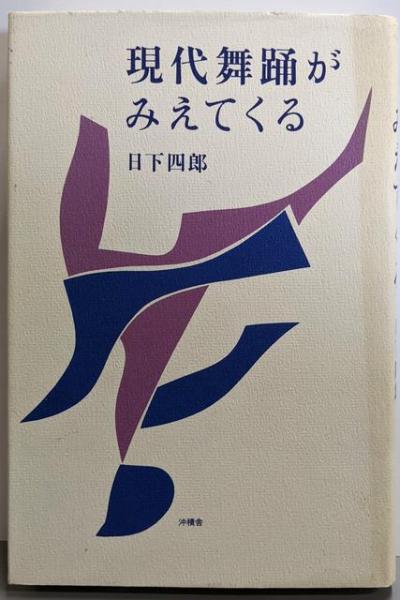 現代舞踊が
みえてくる
日下四郎
沖積舎